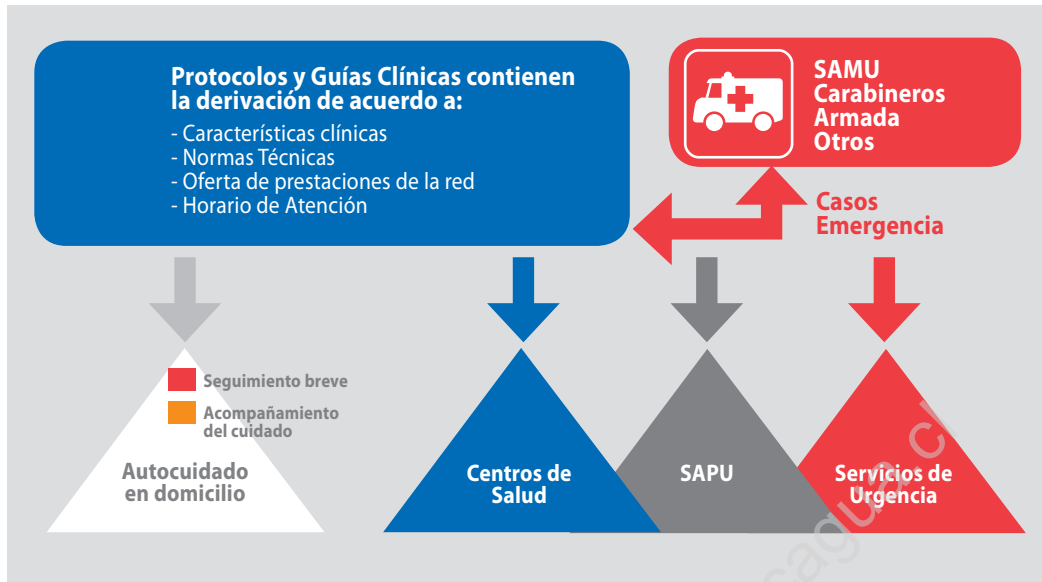 Protocolos y Guías Clínicas contienen
la derivación de acuerdo a:
- Características clínicas
- Normas Técnicas
- Oferta de prestaciones de la red
- Horario de Atención
SAMU
Carabineros
Armada
Otros
Casos
Emergencia
Seguimiento breve
Acompañamiento
del cuidado
Autocuidado
en domicilio
Centros de
Salud
SAPU
Servicios de
Urgencia
cagua.cl